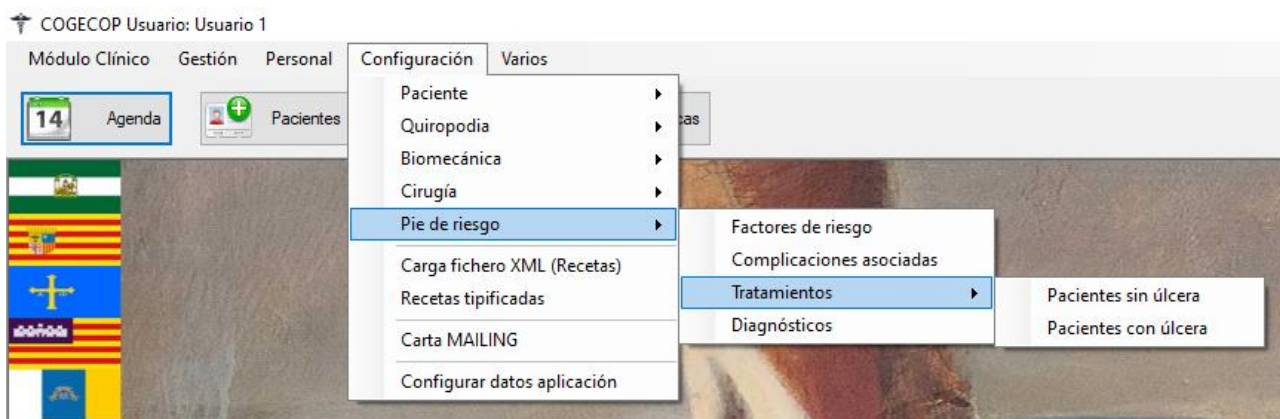 COGECOP Usuario: Usuario 1
Módulo Clínico Gestión Personal Configuración Varios
14 Agenda Pacientes cas
Paciente
Quiropodia
Biomecánica
Cirugía
Pie de riesgo
Carga fichero XML (Recetas)
Recetas tipificadas
Carta MAILING
Configurar datos aplicación
Factores de riesgo
Complicaciones asociadas
Tratamientos
Diagnósticos
Pacientes sin úlcera
Pacientes con úlcera